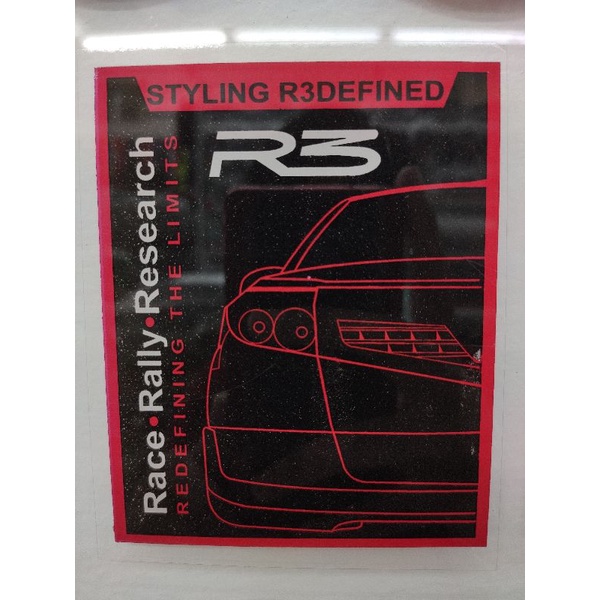 STYLING R3DEFINED
R3
Race•Rally•Research
REDEFINING THE LIMITS